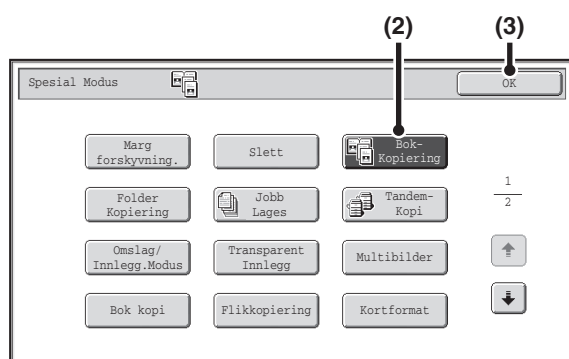 (2) (3)
Spesial Modus OK
Marg
forskyvning.
Slett
Bok-
Kopiering
Folder
Kopiering
Jobb
Lages
Tandem-
Kopi
1
2
Omslag/
Innlegg.Modus
Transparent
Innlegg
Multibilder
Bok kopi
Flikkopiering
Kortformat